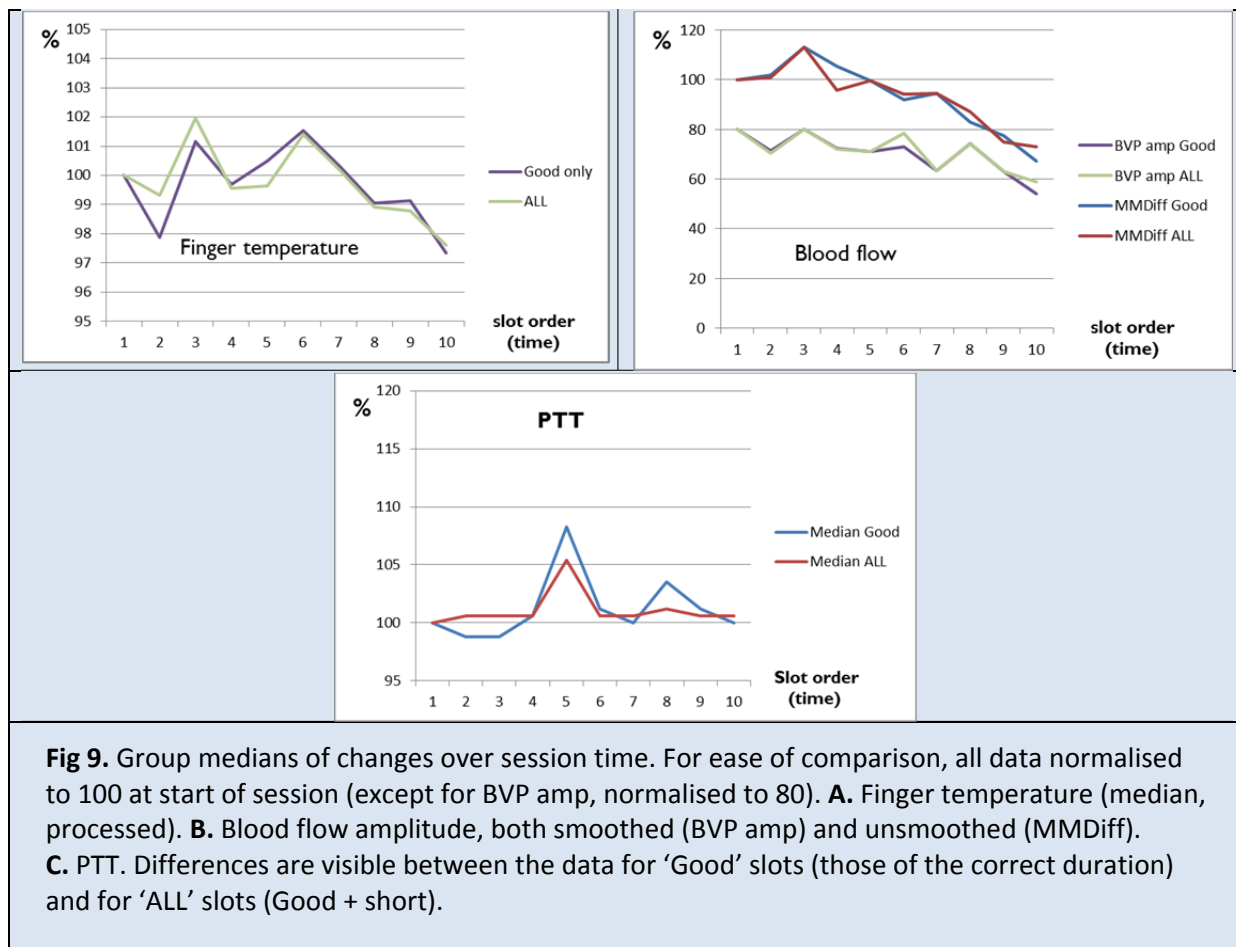 %
105
104
103
102
101
100
99
98
97
96
95
Finger temperature
1 2 3 4 5 6 7 8 9 10
slot order
(time)
Good only
ALL
%
120
100
80
60
40
20
0
Blood flow
1 2 3 4 5 6 7 8 9 10
slot order
(time)
BVP amp Good
BVP amp ALL
MMDiff Good
MMDiff ALL
%
PTT
120
115
110
105
100
95
1 2 3 4 5 6 7 8 9 10
Slot order
(time)
Median Good
Median ALL
Fig 9. Group medians of changes over session time. For ease of comparison, all data normalised
to 100 at start of session (except for BVP amp, normalised to 80). A. Finger temperature (median,
processed). B. Blood flow amplitude, both smoothed (BVP amp) and unsmoothed (MMDiff).
C. PTT. Differences are visible between the data for ‘Good’ slots (those of the correct duration)
and for ‘ALL’ slots (Good + short).